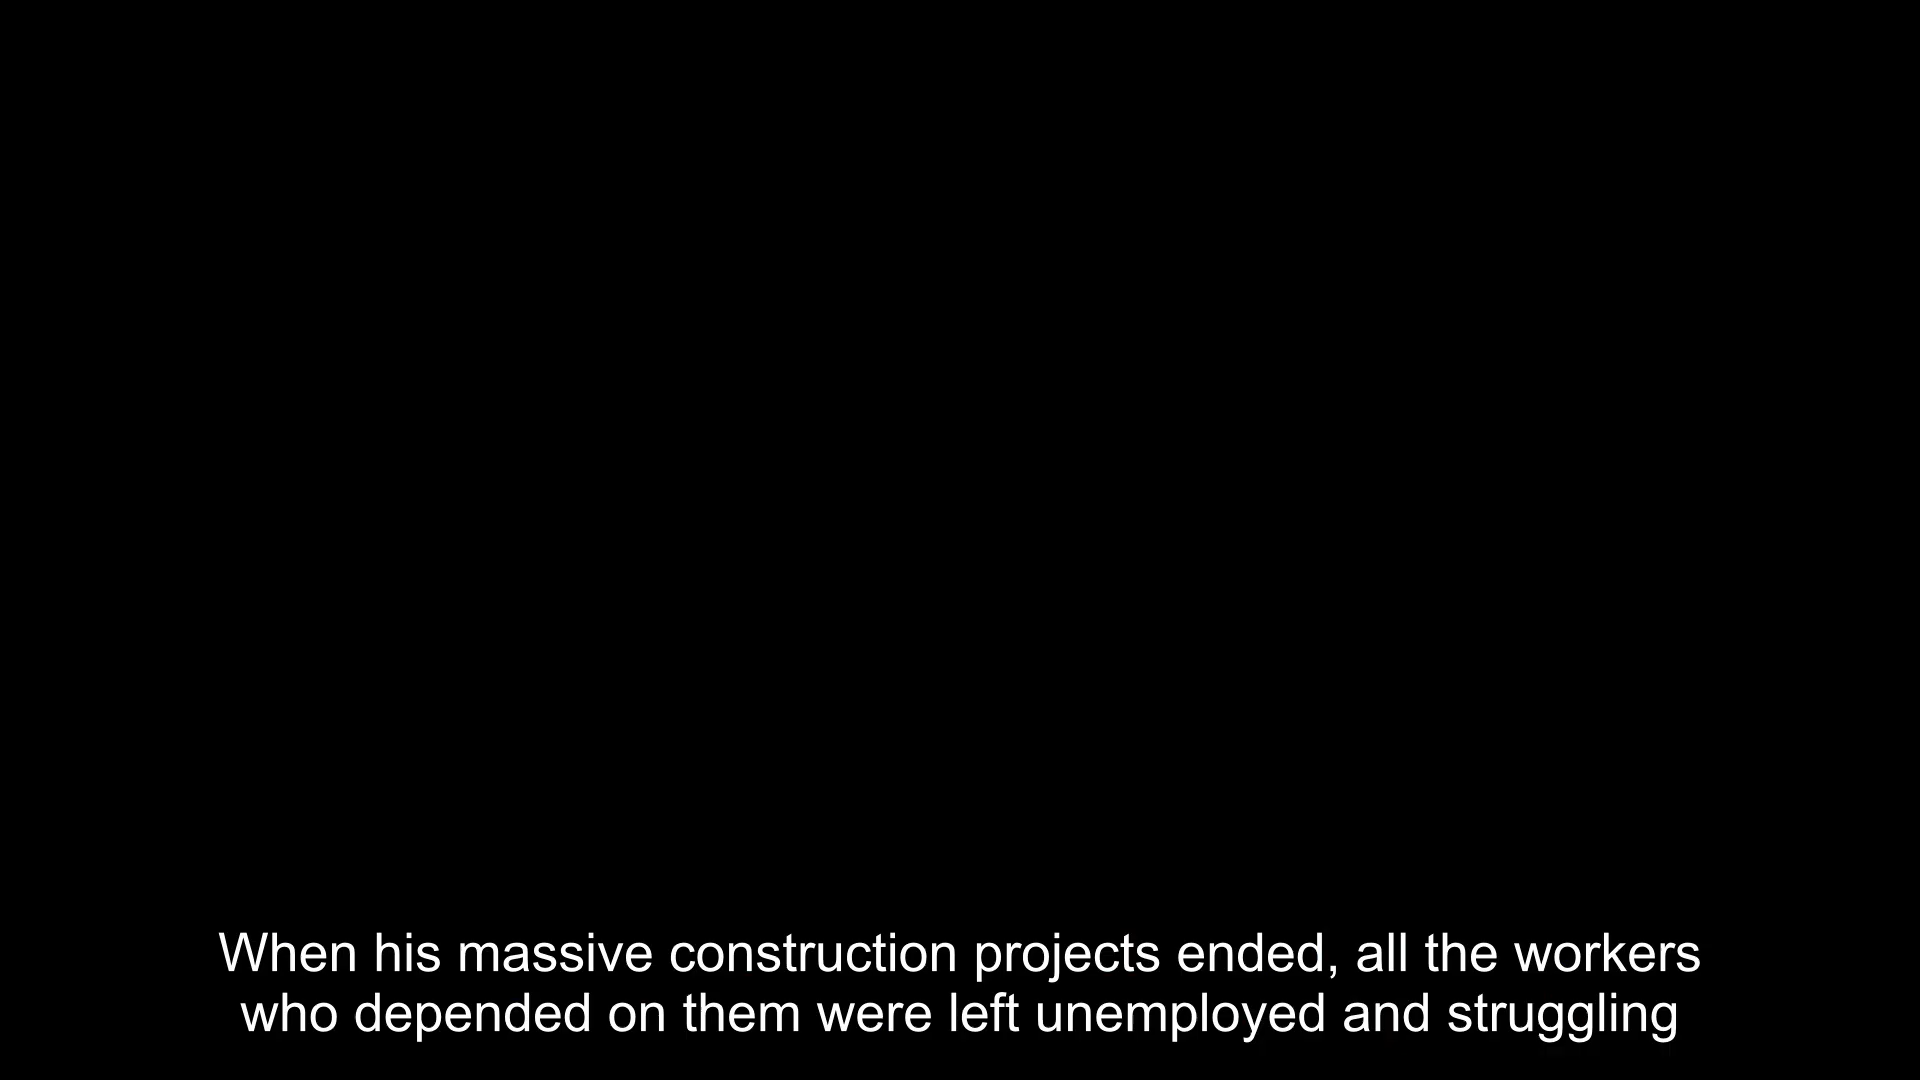 When his massive construction projects ended, all the workers
who depended on them were left unemployed and struggling